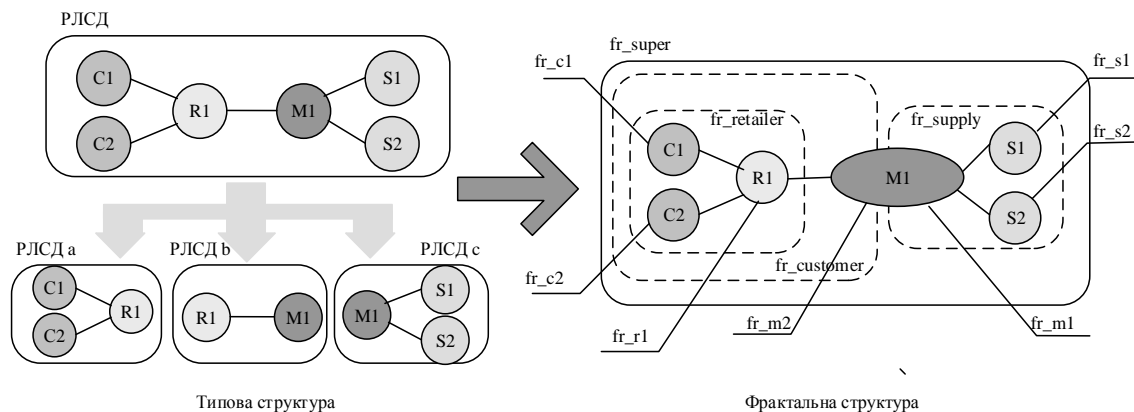 РЛСД
C1
C2
R1
M1
S1
S2
РЛСД a
C1
C2
R1
РЛСД b
R1
M1
РЛСД c
M1
S1
S2
Типова структура
fr_super
fr_c1
fr_s1
fr_retailer
fr_supply
fr_s2
C1
C2
R1
M1
S1
S2
fr_customer
fr_c2
fr_r1
fr_m2
fr_m1
Фрактальна структура